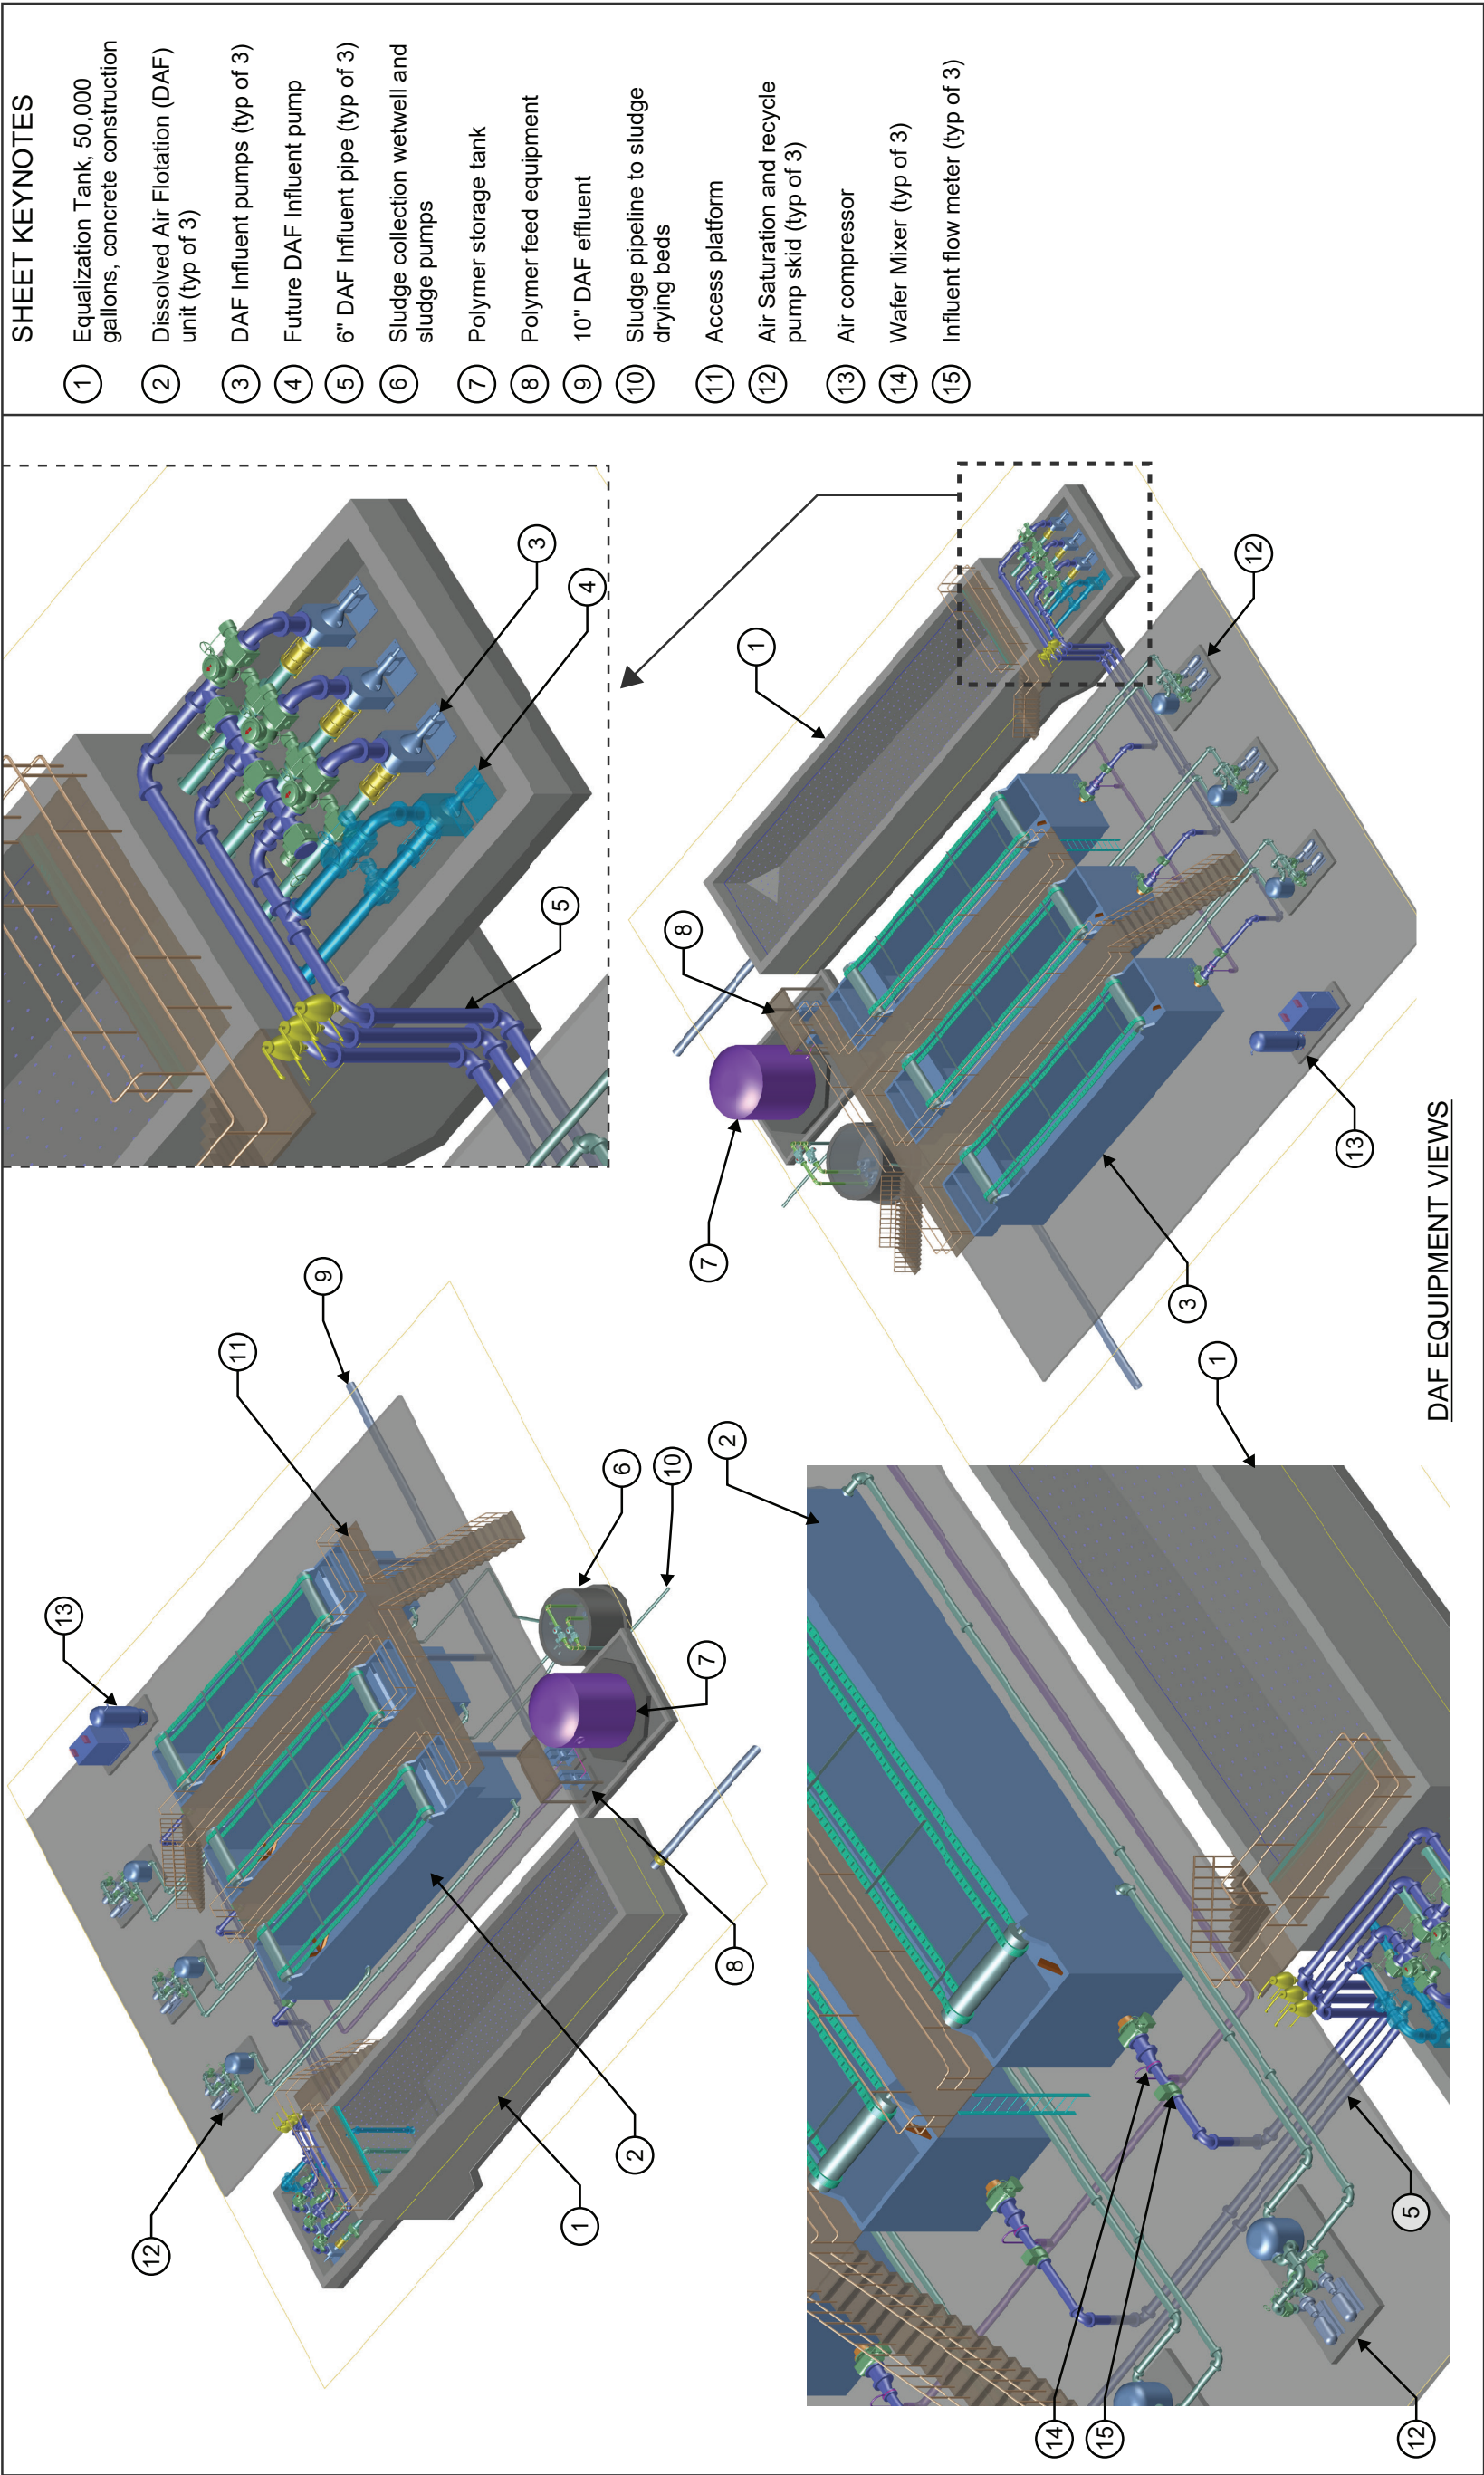 SHEET KEYNOTES
1 Equalization Tank, 50,000
gallons, concrete construction
2 Dissolved Air Flotation (DAF)
unit (typ of 3)
3 DAF Influent pumps (typ of 3)
4 Future DAF Influent pump
5 6" DAF Influent pipe (typ of 3)
6 Sludge collection wetwell and
sludge pumps
7 Polymer storage tank
8 Polymer feed equipment
9 10" DAF effluent
10 Sludge pipeline to sludge
drying beds
11 Access platform
12 Air Saturation and recycle
pump skid (typ of 3)
13 Air compressor
14 Wafer Mixer (typ of 3)
15 Influent flow meter (typ of 3)
12
1
2
8
7
10
6
13
11
9
3
4
5
14
15
12
5
2
1
7
8
1
12
13
3
DAF EQUIPMENT VIEWS